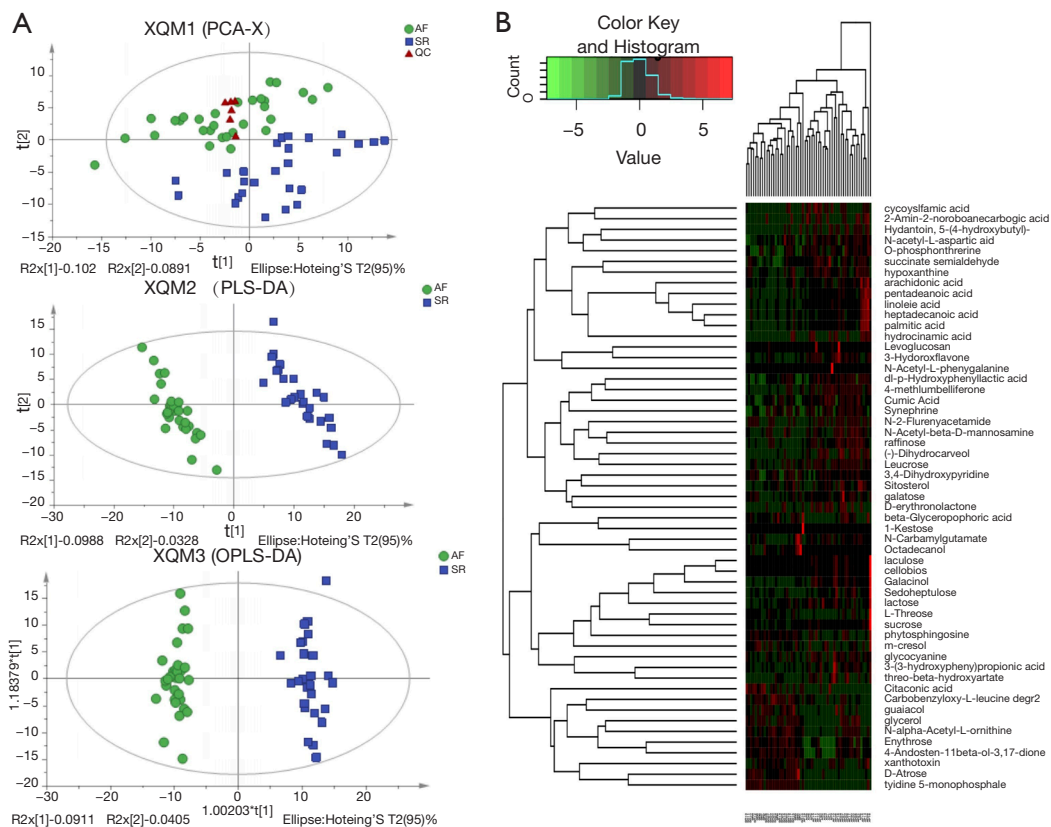 A
XQM1 (PCA-X)
AF
SR
QC
10
5
0
−5
−10
−15
t[2]
−20 −15 −10 −5 0 5 10
t[1]
R2x[1]-0.102 R2x[2]-0.0891 Ellipse:Hoteing'S T2(95)%
XQM2 (PLS-DA)
AF
SR
15
10
5
0
−5
−10
−15
−20
t[2]
−30 −20 −10 0 10 20
t[1]
R2x[1]-0.0988 R2x[2]-0.0328 Ellipse:Hoteing'S T2(95)%
XQM3 (OPLS-DA)
AF
SR
20
15
10
5
0
−5
−10
−15
−20
1.18379*t[1]
−30 −20 −10 0 10 20
1.00203*t[1]
R2x[1]-0.0911 R2x[2]-0.0405 Ellipse:Hoteing'S T2(95)%
B
Color Key
and Histogram
Count
0
−5 0 5
Value
cycoyslfamic acid
2-Amin-2-noroboanecarbogic acid
Hydantoin, 5-(4-hydroxybutyl)-
N-acetyl-L-aspartic aid
O-phosphonthrerine
succinate semialdehyde
hypoxanthine
arachidonic acid
pentadeanoic acid
linoleie acid
heptadecanoic acid
palmitic acid
hydrocinamic acid
Levoglucosan
3-Hydoroxflavone
N-Acetyl-L-phenygalanine
dl-p-Hydroxyphenyllactic acid
4-methlumbelliferone
Cumic Acid
Synephrine
N-2-Flurenyacetamide
N-Acetyl-beta-D-mannosamine
raffinose
(-)-Dihydrocarveol
Leucrose
3,4-Dihydroxypyridine
Sitosterol
galatose
D-erythronolactone
beta-Glyceropophoric acid
1-Kestose
N-Carbamylgutamate
Octadecanol
laculose
cellobios
Galacinol
Sedoheptulose
lactose
L-Threose
sucrose
phytosphingosine
m-cresol
glycocyanine
3-(3-hydroxypheny)propionic acid
threo-beta-hydroxyartate
Citaconic acid
Carbobenzyloxy-L-leucine degr2
guaiacol
glycerol
N-alpha-Acetyl-L-ornithine
Enythrose
4-Andosten-11beta-ol-3,17-dione
xanthotoxin
D-Atrose
tyidine 5-monophosphale